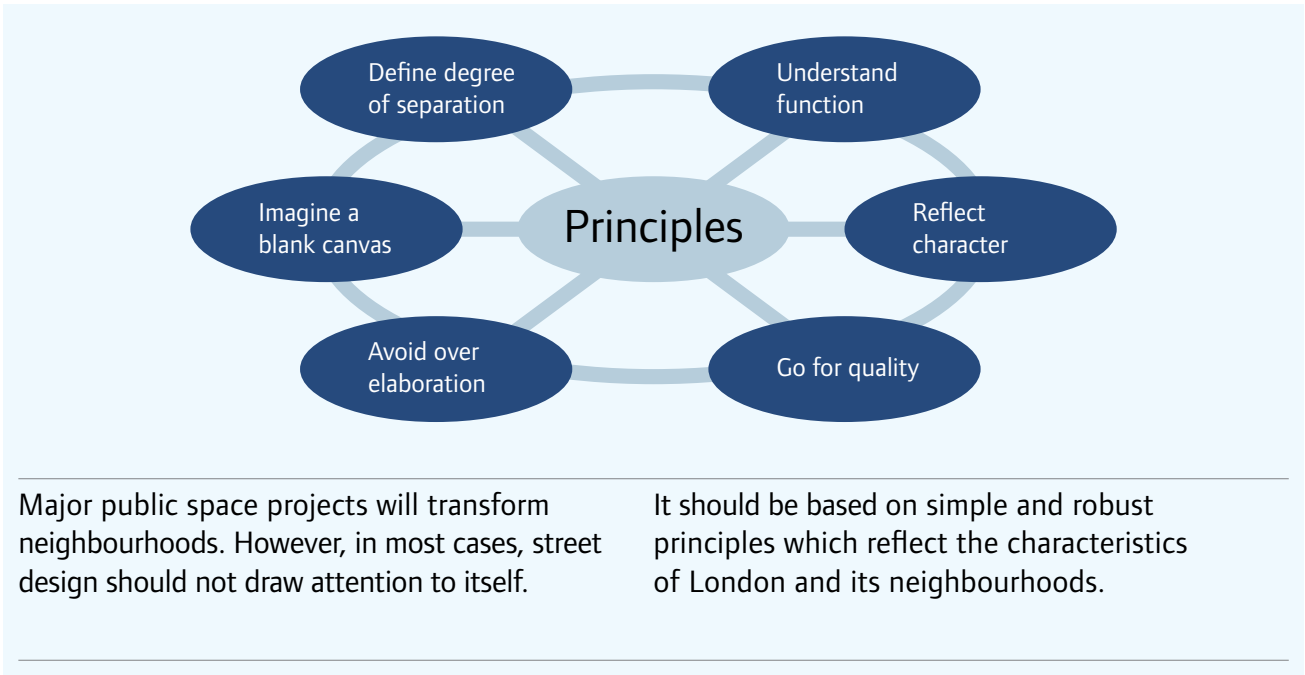 Define degree
of separation
Understand
function
Imagine a
blank canvas
Principles
Reflect
character
Avoid over
elaboration
Go for quality
Major public space projects will transform
neighbourhoods. However, in most cases, street
design should not draw attention to itself.
It should be based on simple and robust
principles which reflect the characteristics
of London and its neighbourhoods.